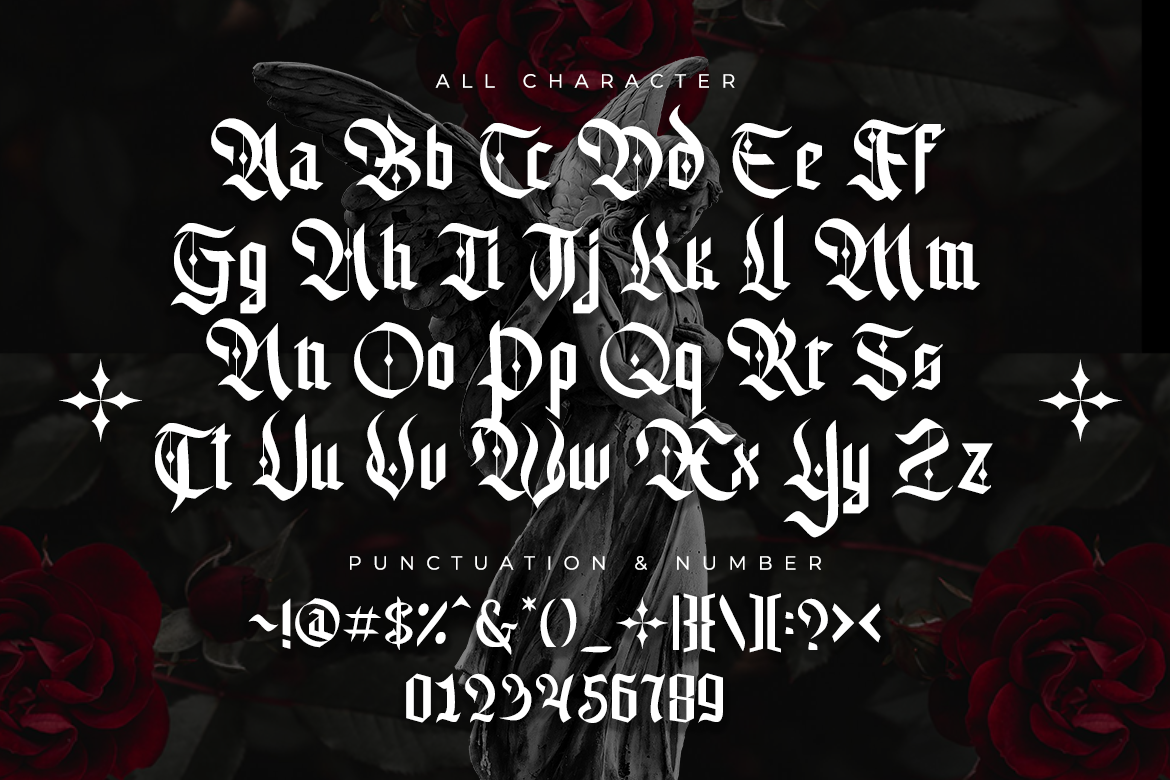 ALL CHARACTER
Aa Bb Cc Dd Ee Ff
Gg Hh Ii Jj Kk Ll Mm
Nn Oo Pp Qq Rr Ss
Tt Uu Vv Ww Xx Yy Zz
PUNCTUATION & NUMBER
~!@#$%^&*()_+|}{\][:?><
0123456789